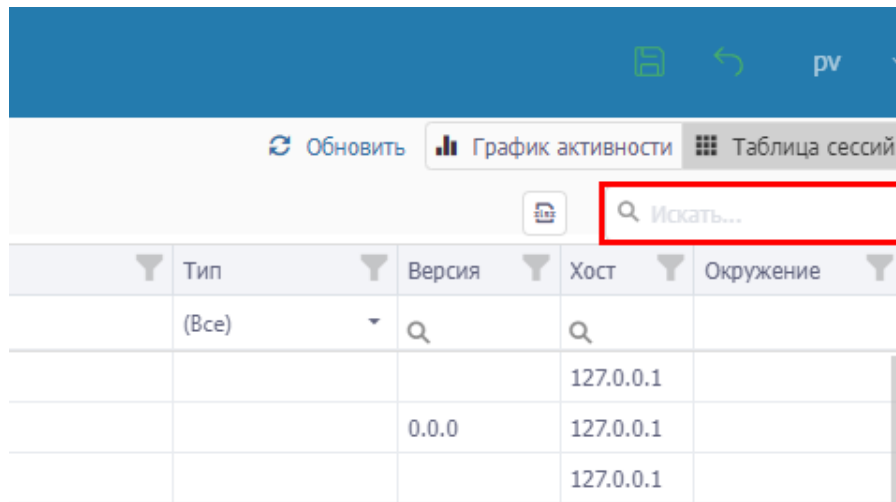 pv
Обновить График активности Таблица сессий
Искать...
Тип Версия Хост Окружение
(Все)
127.0.0.1
0.0.0 127.0.0.1
127.0.0.1